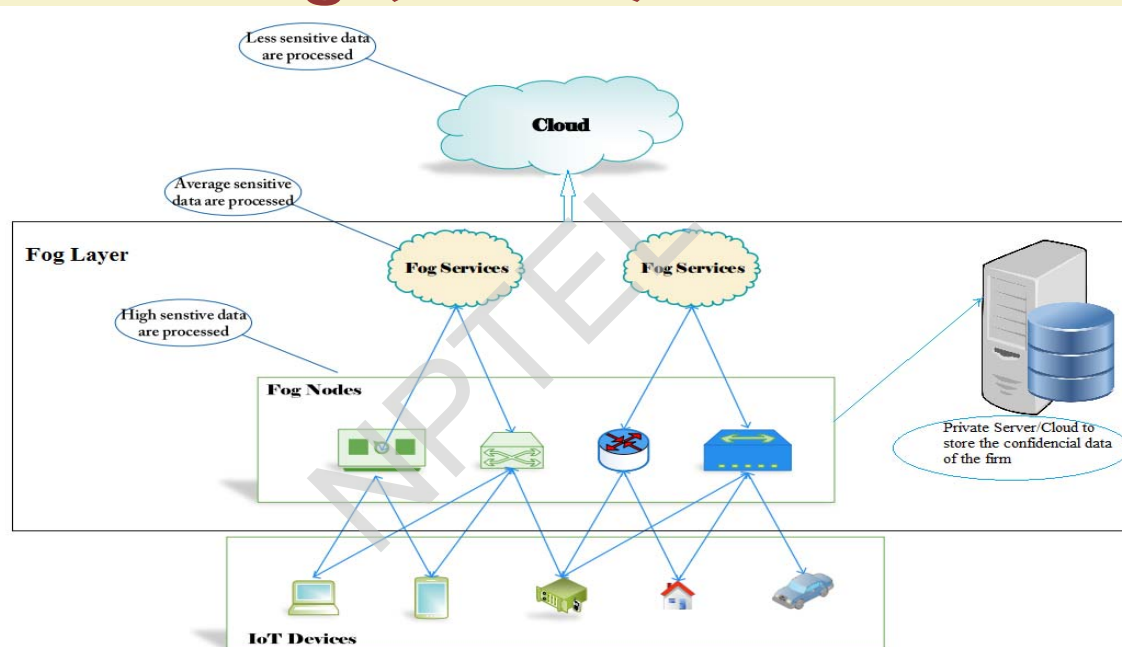 Less sensitive data
are processed
Cloud
Average sensitive
data are processed
Fog Layer
Fog Services
Fog Services
High senstive data
are processed
Fog Nodes
Private Server/Cloud to
store the confidencial data
of the firm
NPTEL
IoT Devices